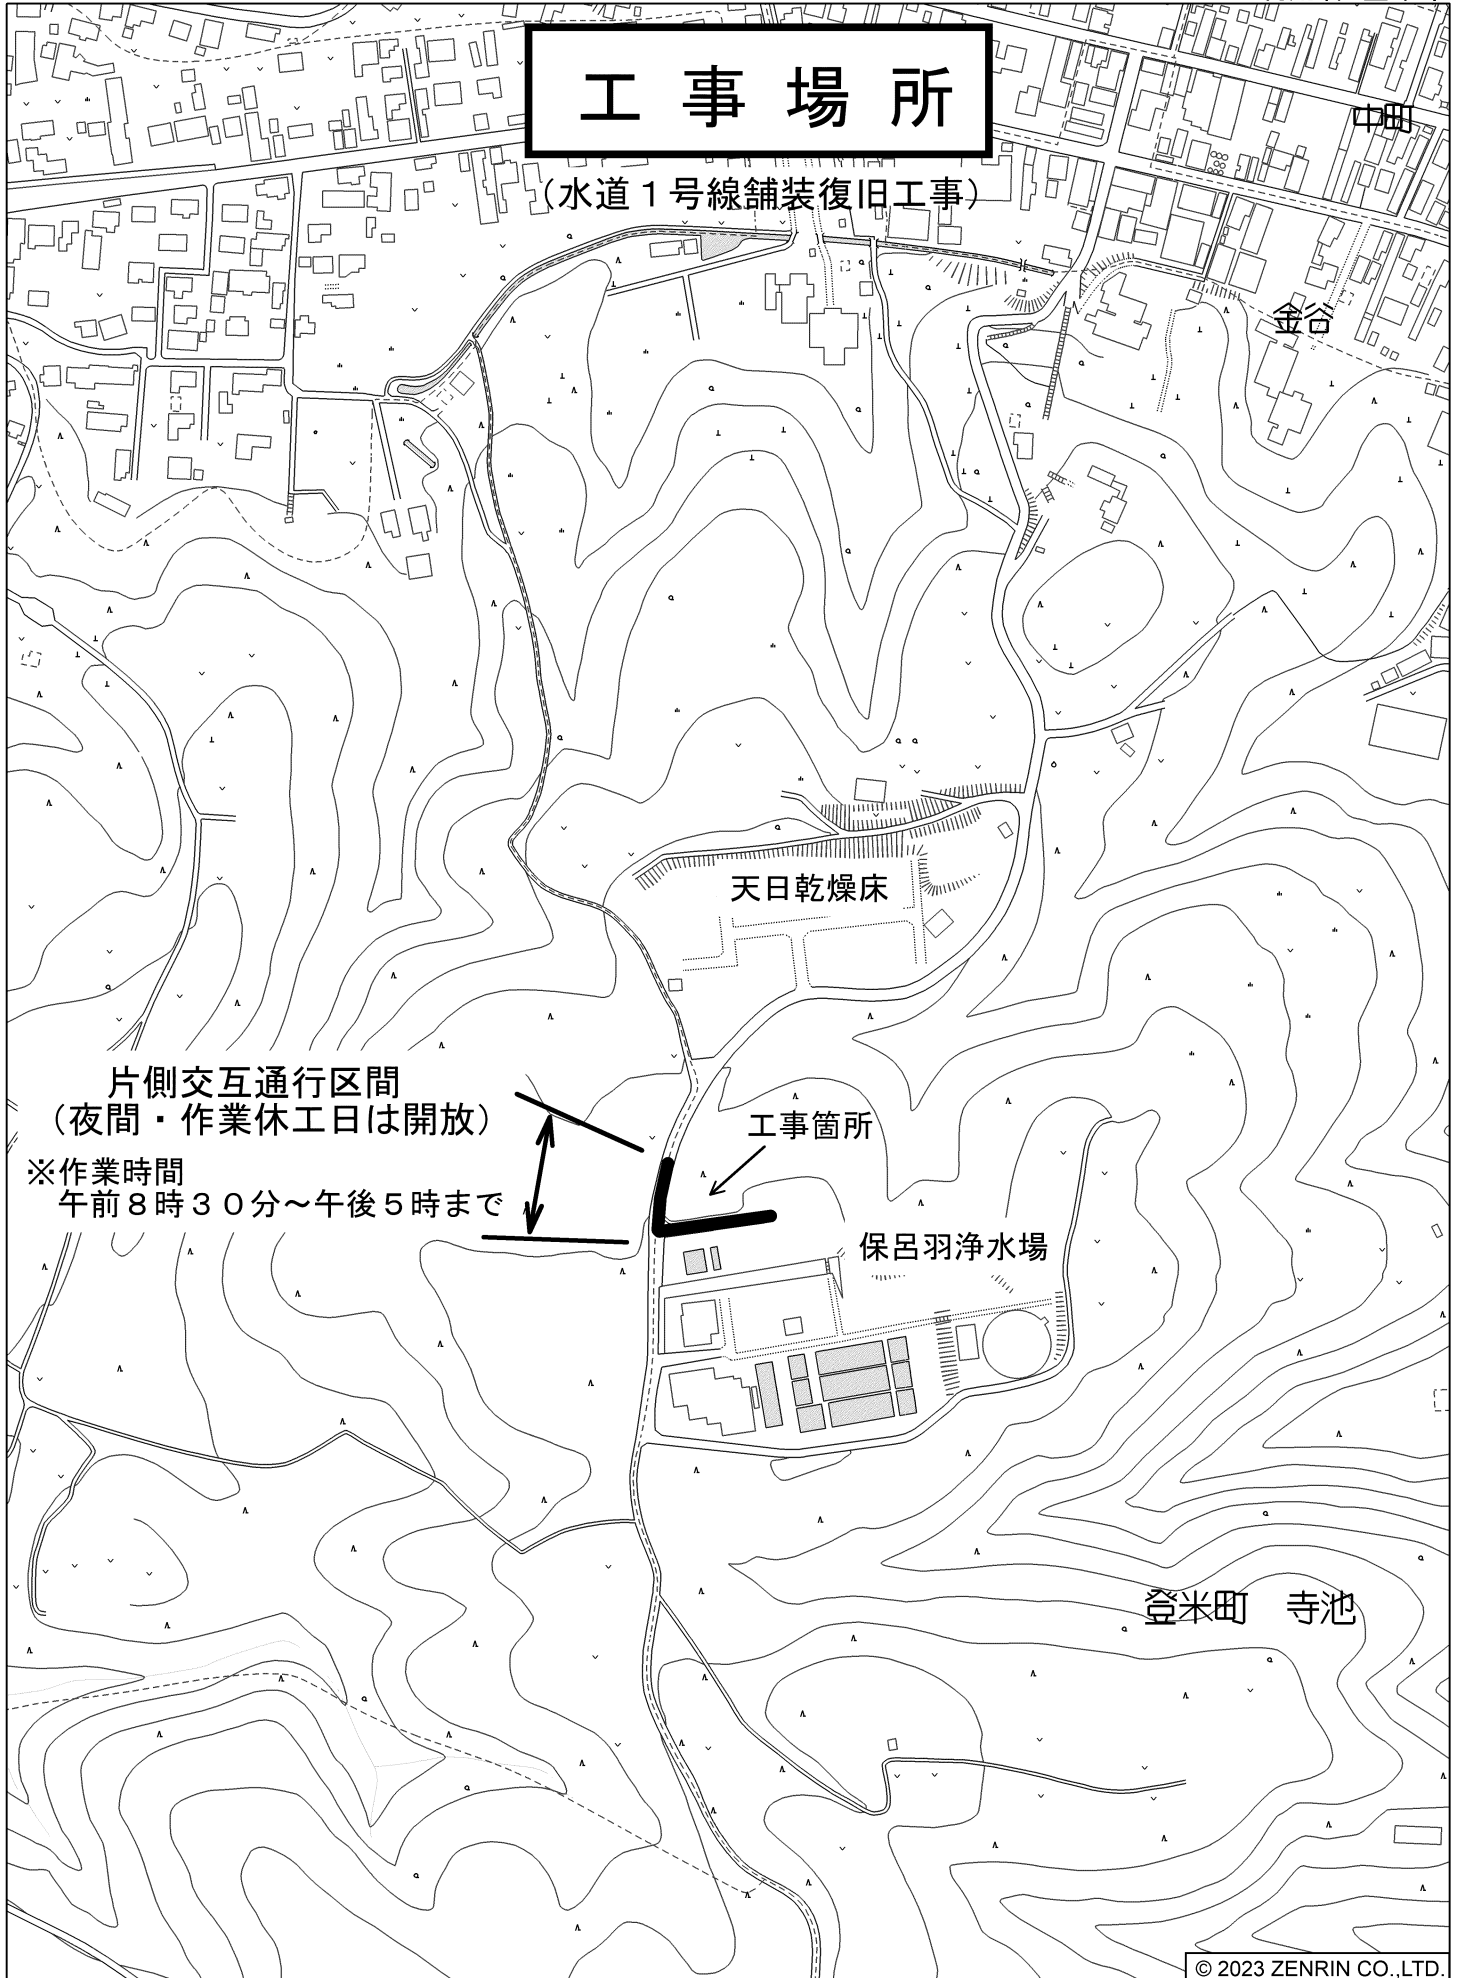 工事場所
（水道１号線舗装復旧工事）
中町
金谷
天日乾燥床
片側交互通行区間
（夜間・作業休工日は開放）
工事箇所
※作業時間
午前８時３０分～午後５時まで
保呂羽浄水場
登米町　寺池
© 2023 ZENRIN CO.,LTD.